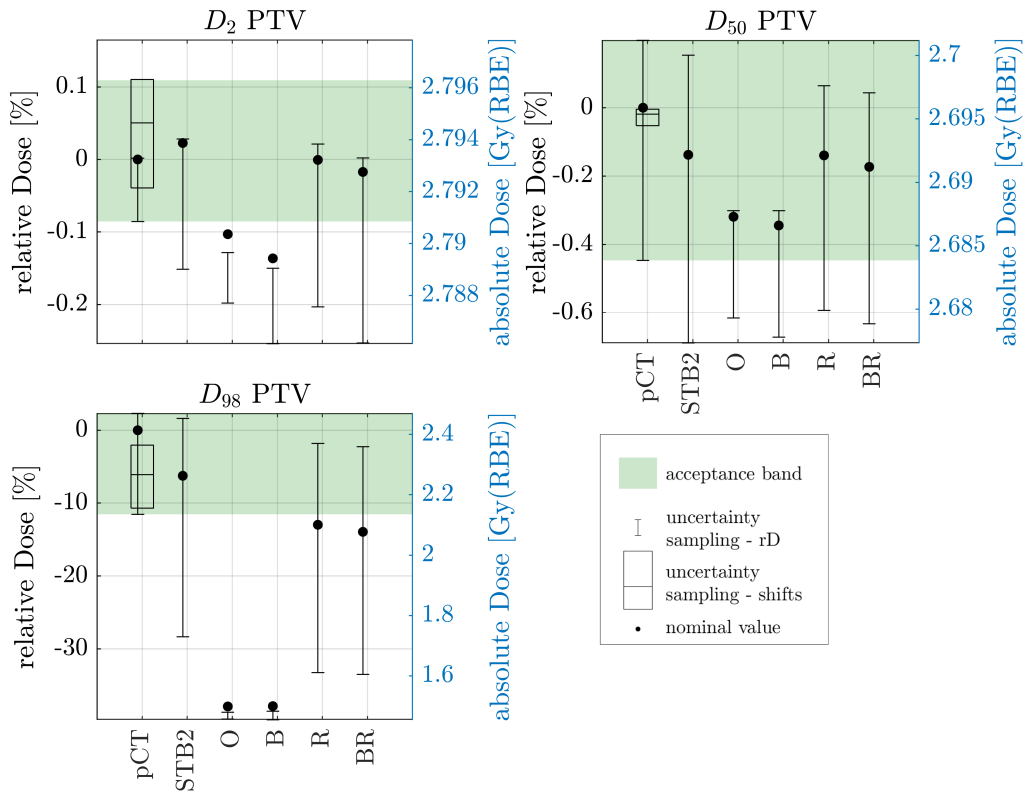 D2 PTV
relative Dose [%]
0.1
0
-0.1
-0.2
2.796
2.794
2.792
2.79
2.788
absolute Dose [Gy(RBE)]
D50 PTV
relative Dose [%]
0
-0.2
-0.4
-0.6
2.7
2.695
2.69
2.685
2.68
absolute Dose [Gy(RBE)]
pCT
STB2
O
B
R
BR
D98 PTV
relative Dose [%]
0
-10
-20
-30
2.4
2.2
2
1.8
1.6
absolute Dose [Gy(RBE)]
pCT
STB2
O
B
R
BR
acceptance band
uncertainty
sampling - rD
uncertainty
sampling - shifts
nominal value